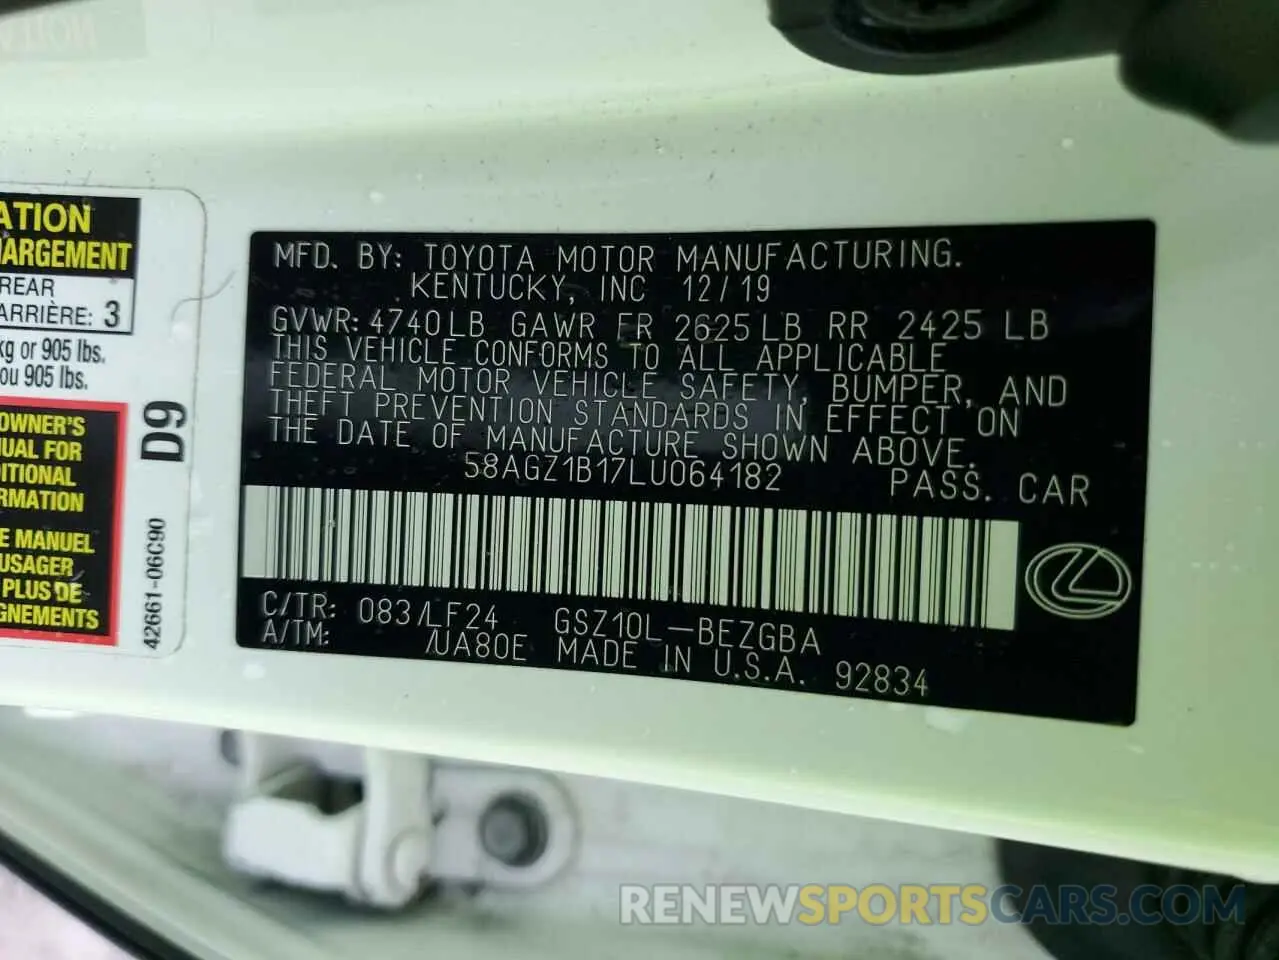 ATION
HARGEMENT
REAR
ARRIÈRE: 3
kg or 905 lbs.
ou 905 lbs.
OWNER'S
NUAL FOR
DITIONAL
RMATION
E MANUEL
USAGER
PLUS DE
GNEMENTS
D9
42661-06C90
MFD. BY: TOYOTA MOTOR MANUFACTURING.
KENTUCKY, INC 12/19
GVWR: 4740LB GAWR FR 2625LB RR 2425 LB
THIS VEHICLE CONFORMS TO ALL APPLICABLE
FEDERAL MOTOR VEHICLE SAFETY, BUMPER, AND
THEFT PREVENTION STANDARDS IN EFFECT ON
THE DATE OF MANUFACTURE SHOWN ABOVE.
58AGZ1B17LU064182 PASS. CAR
C/TR: 083/LF24 GSZ10L-BEZGBA
A/TM: /UA80E MADE IN U.S.A. 92834
RENEWSPORTSCARS.COM